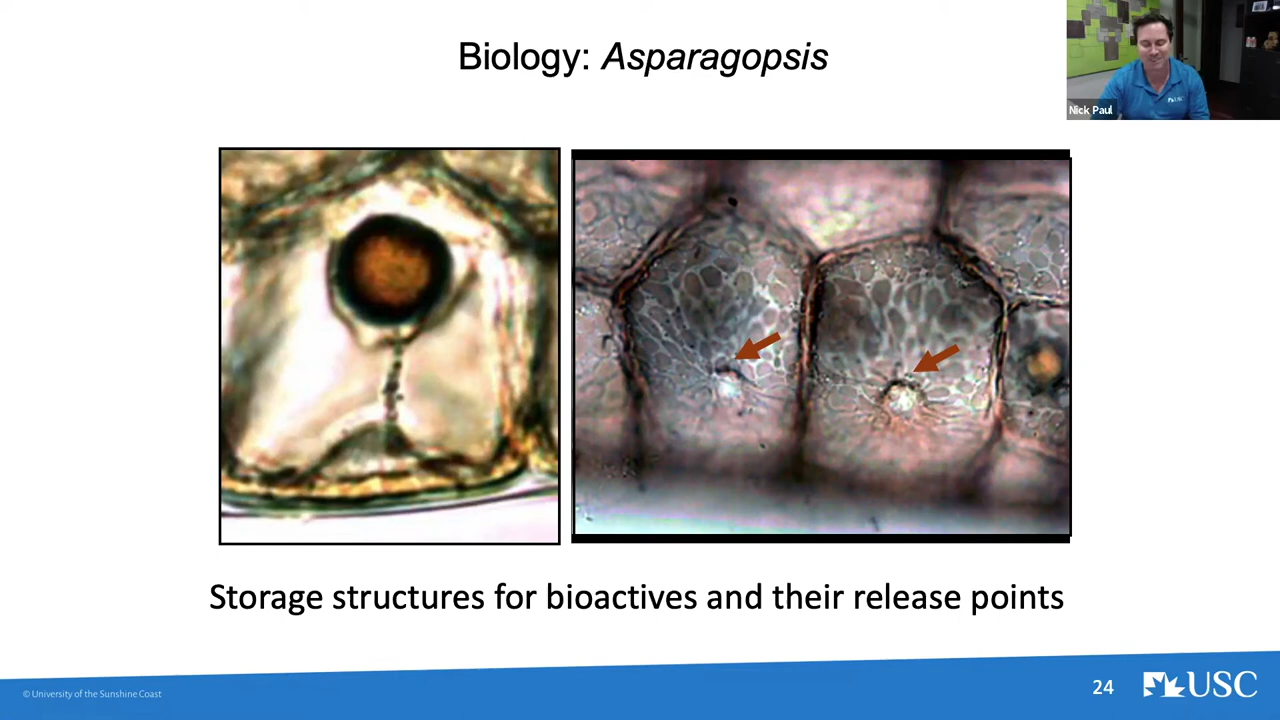 Biology: Asparagopsis
USC
Nick Paul
Storage structures for bioactives and their release points
© University of the Sunshine Coast
24
USC